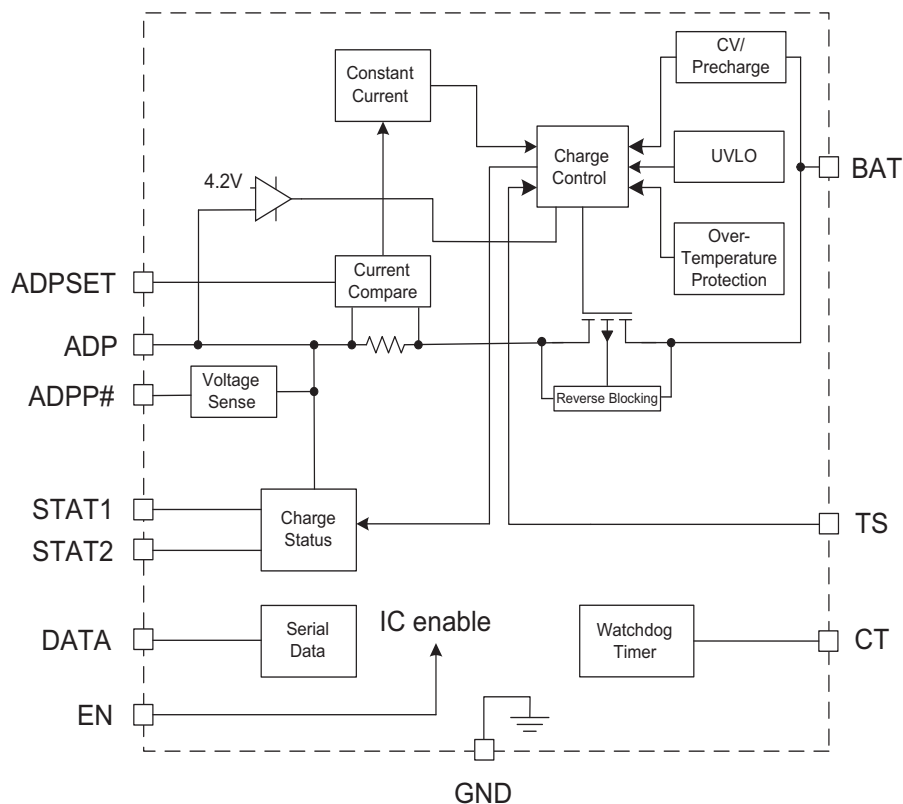 Constant
Current
CV/
Precharge
Charge
Control
UVLO
BAT
4.2V
Over-
Temperature
Protection
ADPSET
Current
Compare
ADP
ADPP#
Voltage
Sense
Reverse Blocking
STAT1
STAT2
Charge
Status
TS
DATA
Serial
Data
IC enable
Watchdog
Timer
CT
EN
GND